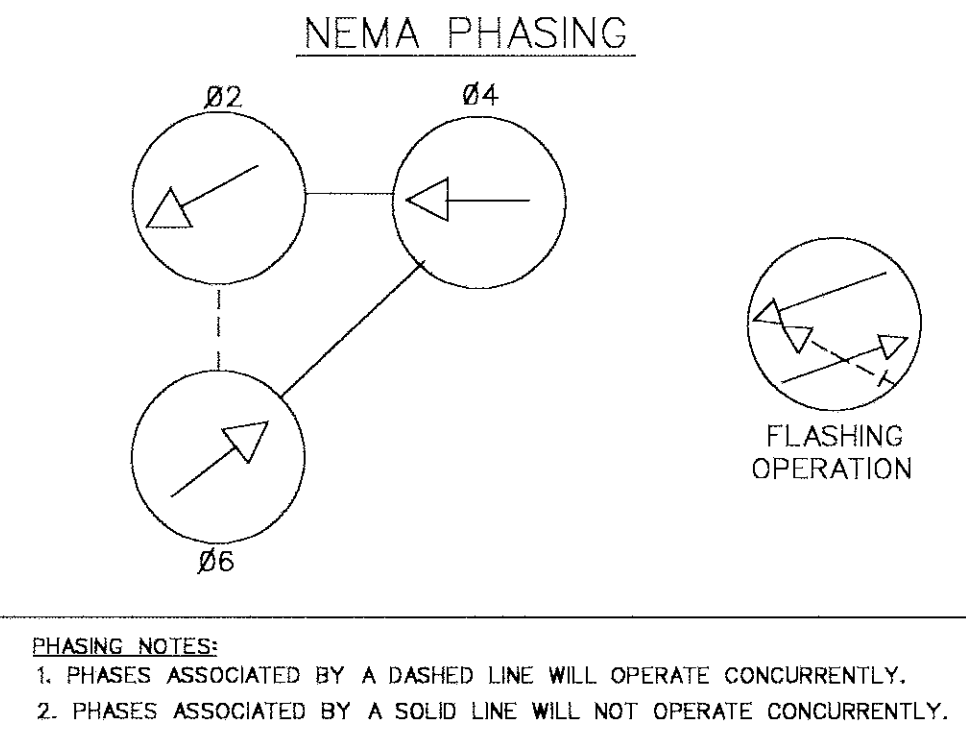 NEMA PHASING
Ø2
Ø4
Ø6
FLASHING
OPERATION
PHASING NOTES:
1. PHASES ASSOCIATED BY A DASHED LINE WILL OPERATE CONCURRENTLY.
2. PHASES ASSOCIATED BY A SOLID LINE WILL NOT OPERATE CONCURRENTLY.